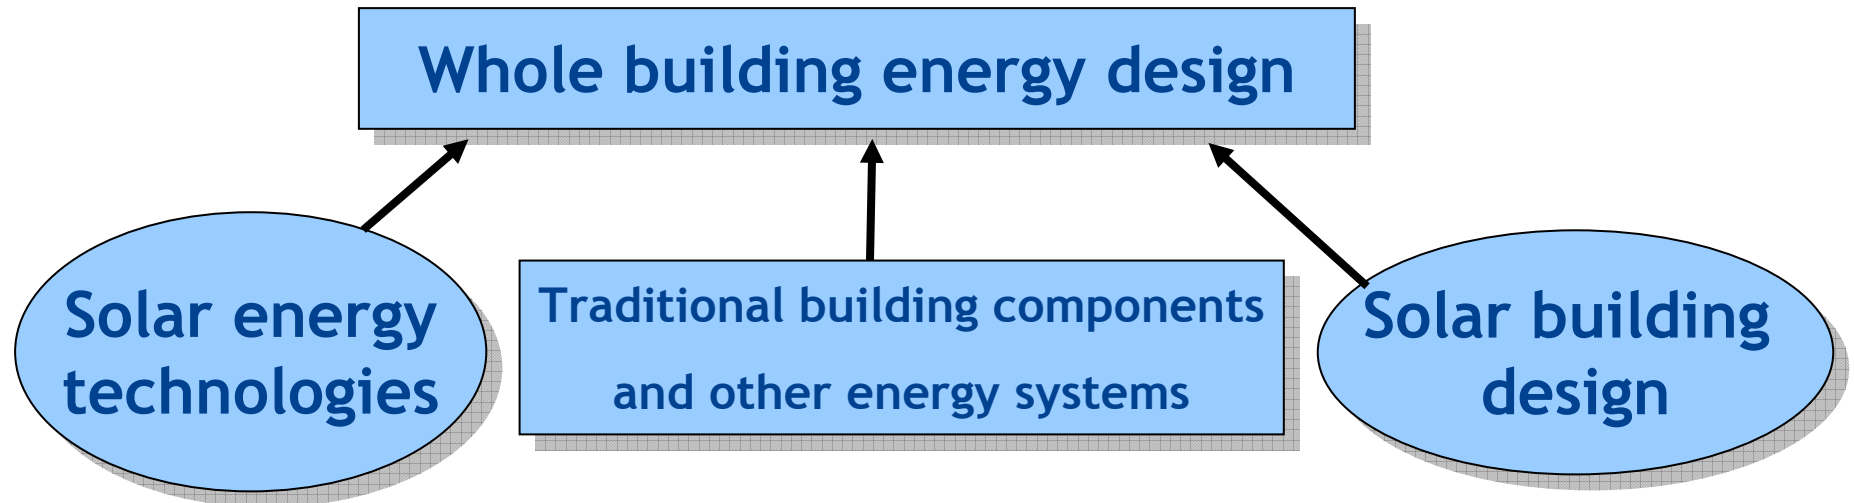 Whole building energy design
Solar energy
technologies
Traditional building components
and other energy systems
Solar building
design